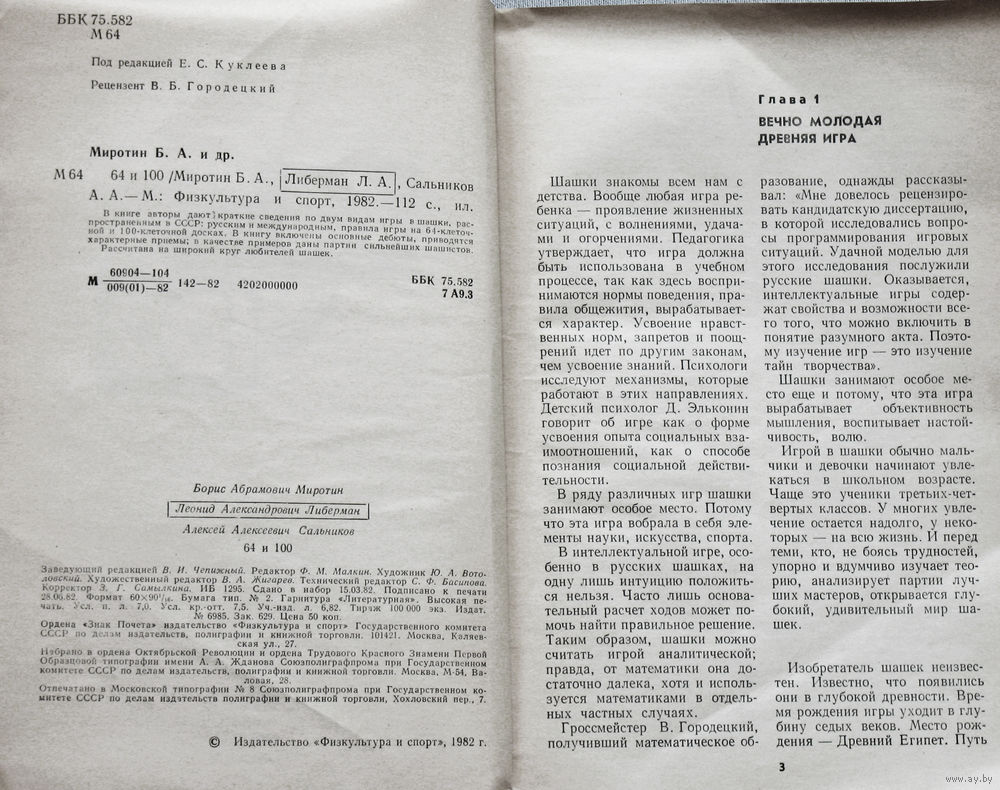 ББК 75.582
М 64
Под редакцией Е. С. Куклеева
Рецензент В. Б. Городецкий
Миротин Б. А. и др.
М 64 64 и 100 /Миротин Б. А., Либерман Л. А., Сальников
А. А.— М.: Физкультура и спорт, 1982.—112 с., ил.
В книге авторы дают краткие сведения по двум видам игры в шашки, рас-
пространенным в СССР: русским и международным, правила игры на 64-клеточ-
ной и 100-клеточной досках. В книгу включены основные дебюты, приводятся
характерные приемы; в качестве примеров даны партии сильнейших шашистов.
Рассчитана на широкий круг любителей шашек.
М 60904—104
009(01)—82 142—82 4202000000
ББК 75.582
7 А9.3
Борис Абрамович Миротин
Леонид Александрович Либерман
Алексей Алексеевич Сальников
64 и 100
Заведующий редакцией В. И. Чепижный. Редактор Ф. М. Малкин. Художник Ю. А. Вото-
ловский. Художественный редактор В. А. Жигарев. Технический редактор С. Ф. Басипова.
Корректор З. Г. Самылкина. ИБ 1295. Сдано в набор 15.03.82. Подписано к печати
28.06.82. Формат 60×90¹/₁₆ Бумага тип. № 2. Гарнитура «Литературная». Высокая пе-
чать. Усл. п. л. 7,0. Усл. кр.-отт. 7,5. Уч.-изд. л. 6,82. Тираж 100 000 экз. Издат.
№ 6985. Зак. 629. Цена 50 коп.
Ордена «Знак Почета» издательство «Физкультура и спорт» Государственного комитета
СССР по делам издательств, полиграфии и книжной торговли. 101421. Москва, Каляев-
ская ул., 27.
Набрано в ордена Октябрьской Революции и ордена Трудового Красного Знамени Первой
Образцовой типографии имени А. А. Жданова Союзполиграфпрома при Государственном
комитете СССР по делам издательств, полиграфии и книжной торговли. Москва, М-54, Ва-
ловая, 28.
Отпечатано в Московской типографии № 8 Союзполиграфпрома при Государственном ко-
митете СССР по делам издательств полиграфии и книжной торговли, Хохловский пер., 7.
© Издательство «Физкультура и спорт», 1982 г.
Глава 1
ВЕЧНО МОЛОДАЯ
ДРЕВНЯЯ ИГРА
Шашки знакомы всем нам с
детства. Вообще любая игра ре-
бенка — проявление жизненных
ситуаций, с волнениями, удача-
ми и огорчениями. Педагогика
утверждает, что игра должна
быть использована в учебном
процессе, так как здесь воспри-
нимаются нормы поведения, пра-
вила общежития, вырабатывает-
ся характер. Усвоение нравст-
венных норм, запретов и поощ-
рений идет по другим законам,
чем усвоение знаний. Психологи
исследуют механизмы, которые
работают в этих направлениях.
Детский психолог Д. Эльконин
говорит об игре как о форме
усвоения опыта социальных вза-
имоотношений, как о способе
познания социальной действи-
тельности.
В ряду различных игр шашки
занимают особое место. Потому
что эта игра вобрала в себя эле-
менты науки, искусства, спорта.
В интеллектуальной игре, осо-
бенно в русских шашках, на
одну лишь интуицию положить-
ся нельзя. Часто лишь основа-
тельный расчет ходов может по-
мочь найти правильное решение.
Таким образом, шашки можно
считать игрой аналитической;
правда, от математики она до-
статочно далека, хотя и исполь-
зуется математиками в отдель-
ных частных случаях.
Гроссмейстер В. Городецкий,
получивший математическое об-
разование, однажды рассказы-
вал: «Мне довелось рецензиро-
вать кандидатскую диссертацию,
в которой исследовались вопро-
сы программирования игровых
ситуаций. Удачной моделью для
этого исследования послужили
русские шашки. Оказывается,
интеллектуальные игры содер-
жат свойства и возможности все-
го того, что можно включить в
понятие разумного акта. Поэто-
му изучение игр — это изучение
тайн творчества».
Шашки занимают особое ме-
сто еще и потому, что эта игра
вырабатывает объективность
мышления, воспитывает настой-
чивость, волю.
Игрой в шашки обычно маль-
чики и девочки начинают увле-
каться в школьном возрасте.
Чаще это ученики третьих-чет-
вертых классов. У многих увле-
чение остается надолго, у неко-
торых — на всю жизнь. И перед
теми, кто, не боясь трудностей,
упорно и вдумчиво изучает тео-
рию, анализирует партии луч-
ших мастеров, открывается глу-
бокий, удивительный мир ша-
шек.
Изобретатель шашек неизвес-
тен. Известно, что появились
они в глубокой древности. Вре-
мя рождения игры уходит в глу-
бину седых веков. Место рож-
дения — Древний Египет. Путь
3
www.ay.by